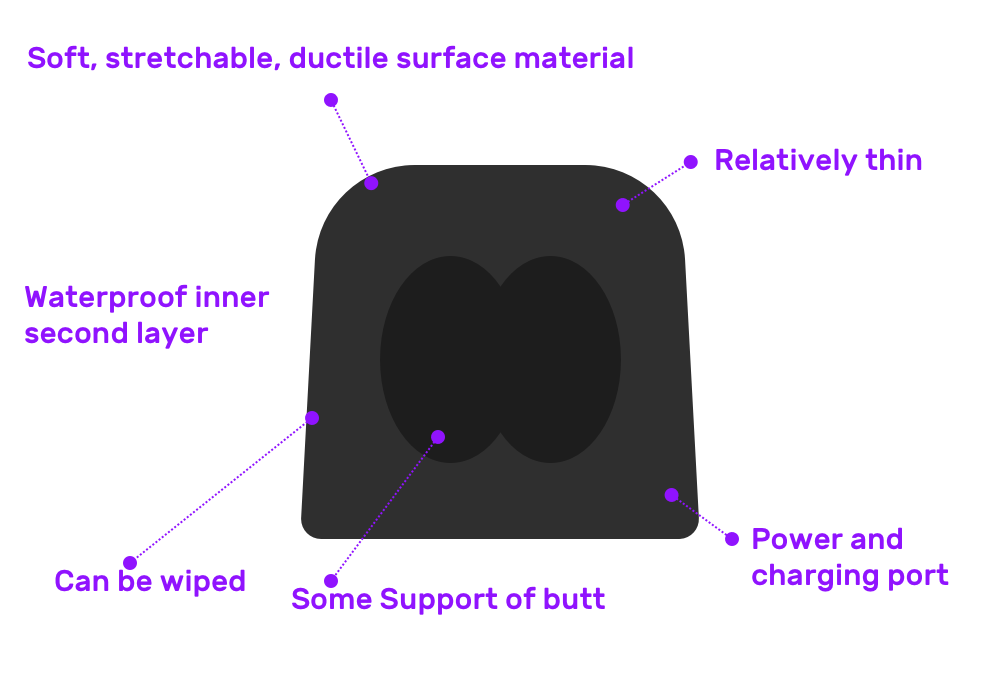 Soft, stretchable, ductile surface material
Relatively thin
Waterproof inner
second layer
Power and
charging port
Can be wiped
Some Support of butt